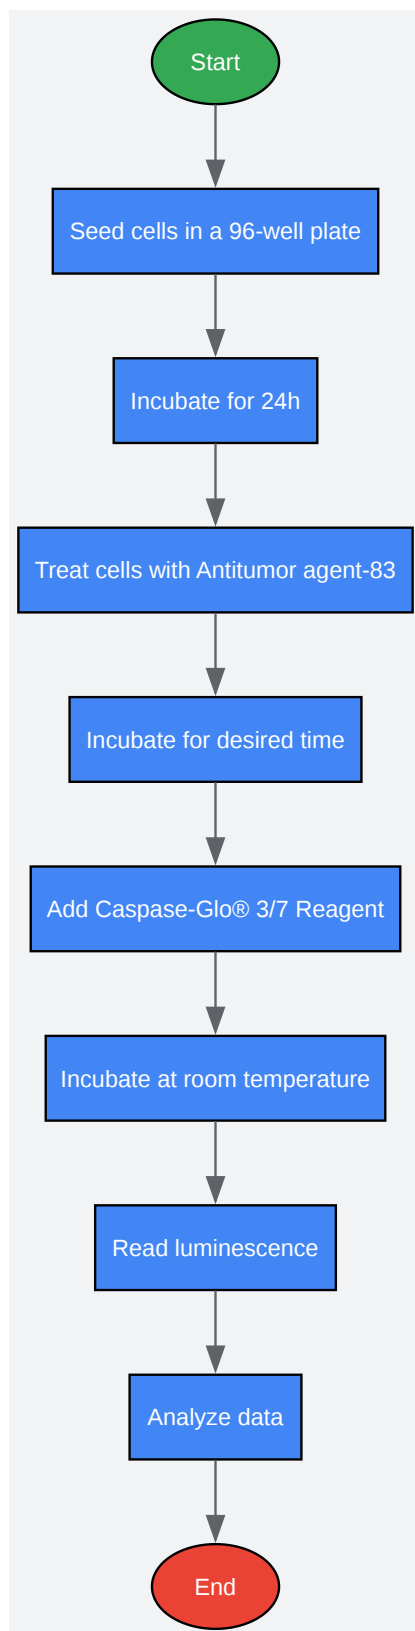 Start
Seed cells in a 96-well plate
Incubate for 24h
Treat cells with Antitumor agent-83
Incubate for desired time
Add Caspase-Glo® 3/7 Reagent
Incubate at room temperature
Read luminescence
Analyze data
End